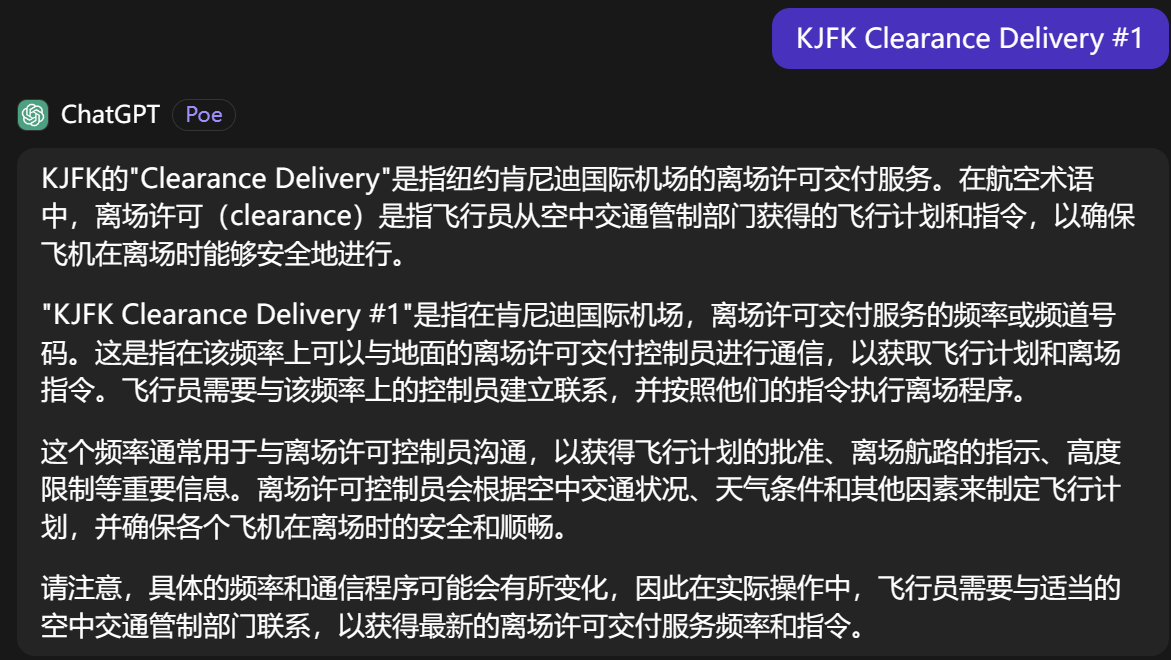 KJFK Clearance Delivery #1
ChatGPT Poe
KJFK的"Clearance Delivery"是指纽约肯尼迪国际机场的离场许可交付服务。在航空术语
中，离场许可（clearance）是指飞行员从空中交通管制部门获得的飞行计划和指令，以确保
飞机在离场时能够安全地进行。
"KJFK Clearance Delivery #1"是指在肯尼迪国际机场，离场许可交付服务的频率或频道号
码。这是指在该频率上可以与地面的离场许可交付控制员进行通信，以获取飞行计划和离场
指令。飞行员需要与该频率上的控制员建立联系，并按照他们的指令执行离场程序。
这个频率通常用于与离场许可控制员沟通，以获得飞行计划的批准、离场航路的指示、高度
限制等重要信息。离场许可控制员会根据空中交通状况、天气条件和其他因素来制定飞行计
划，并确保各个飞机在离场时的安全和顺畅。
请注意，具体的频率和通信程序可能会有所变化，因此在实际操作中，飞行员需要与适当的
空中交通管制部门联系，以获得最新的离场许可交付服务频率和指令。